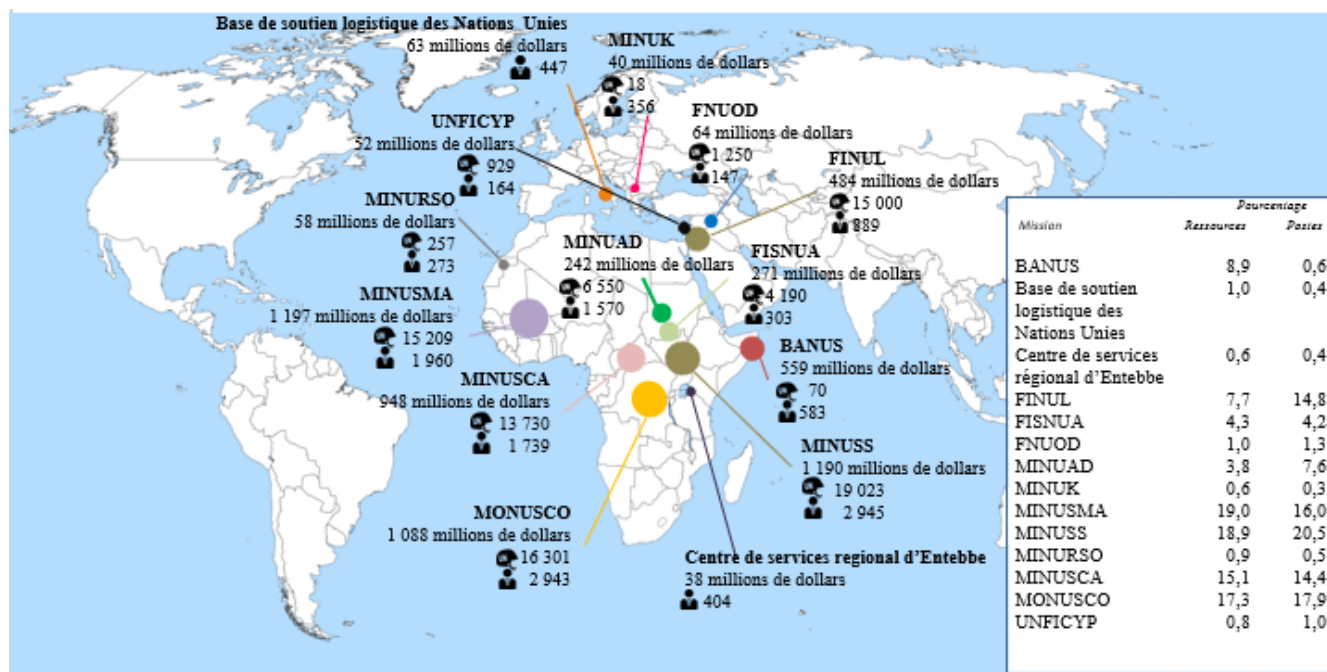 Base de soutien logistique des Nations Unies
63 millions de dollars
447
MINUK
40 millions de dollars
18
356
UNFICYP
52 millions de dollars
929
164
FNUOD
64 millions de dollars
1 250
147
FINUL
484 millions de dollars
15 000
889
MINURSO
58 millions de dollars
257
273
MINUAD
242 millions de dollars
6 550
1 570
FISNUA
271 millions de dollars
4 190
303
MINUSMA
1 197 millions de dollars
15 209
1 960
BANUS
559 millions de dollars
70
583
MINUSCA
948 millions de dollars
13 730
1 739
MINUSS
1 190 millions de dollars
19 023
2 945
MONUSCO
1 088 millions de dollars
16 301
2 943
Centre de services regional d’Entebbe
38 millions de dollars
404
Pourcentage
Mission Ressources Postes
BANUS 8,9 0,6
Base de soutien 1,0 0,4
logistique des
Nations Unies
Centre de services 0,6 0,4
régional d’Entebbe
FINUL 7,7 14,8
FISNUA 4,3 4,2
FNUOD 1,0 1,3
MINUAD 3,8 7,6
MINUK 0,6 0,3
MINUSMA 19,0 16,0
MINUSS 18,9 20,5
MINURSO 0,9 0,5
MINUSCA 15,1 14,4
MONUSCO 17,3 17,9
UNFICYP 0,8 1,0